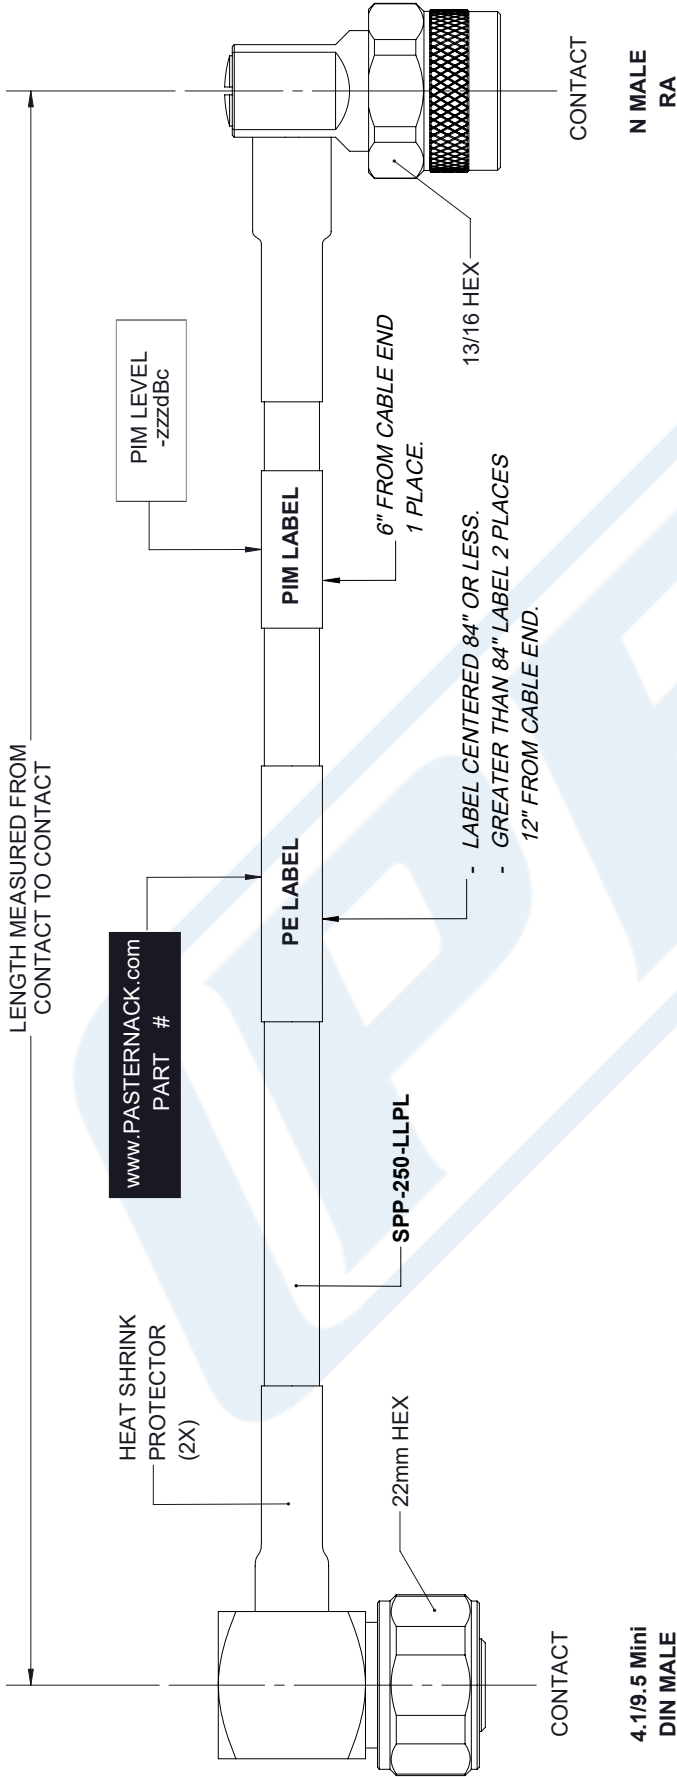 LENGTH MEASURED FROM
CONTACT TO CONTACT
www.PASTERNACK.com
PART #
PIM LEVEL
-zzzdBc
HEAT SHRINK
PROTECTOR
(2X)
PE LABEL
PIM LABEL
SPP-250-LLPL
6" FROM CABLE END
1 PLACE.
22mm HEX
- LABEL CENTERED 84" OR LESS.
- GREATER THAN 84" LABEL 2 PLACES
12" FROM CABLE END.
13/16 HEX
CONTACT
4.1/9.5 Mini
DIN MALE
CONTACT
N MALE
RA